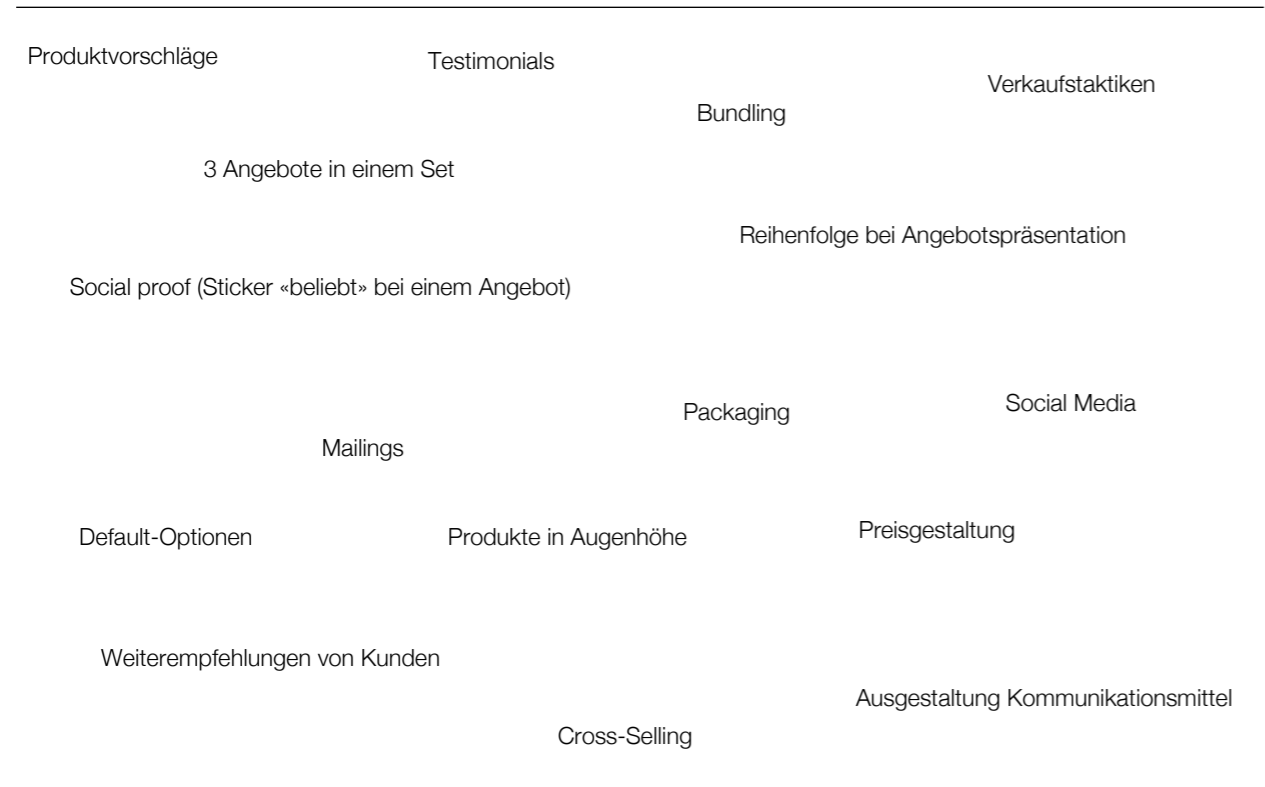 Produktvorschläge
Testimonials
Verkaufstaktiken
Bundling
3 Angebote in einem Set
Reihenfolge bei Angebotspräsentation
Social proof (Sticker «beliebt» bei einem Angebot)
Social Media
Packaging
Mailings
Preisgestaltung
Default-Optionen
Produkte in Augenhöhe
Weiterempfehlungen von Kunden
Ausgestaltung Kommunikationsmittel
Cross-Selling